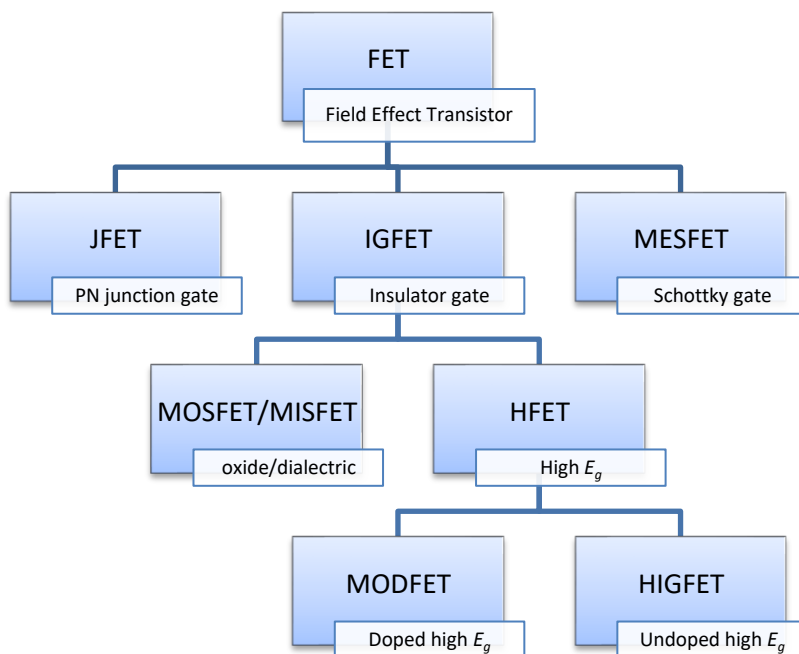 FET
Field Effect Transistor
JFET
PN junction gate
IGFET
Insulator gate
MESFET
Schottky gate
MOSFET/MISFET
oxide/dialectric
HFET
High Eg
MODFET
Doped high Eg
HIGFET
Undoped high Eg